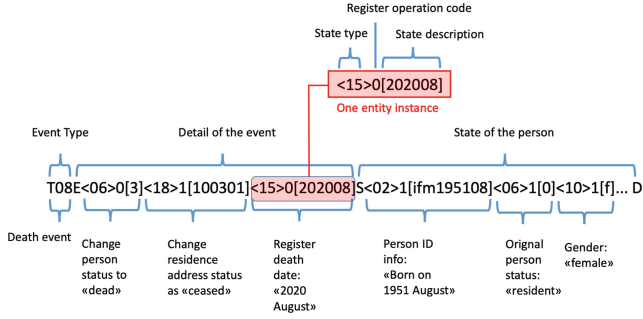 Register operation code
State type State description
<15>0[202008]
One entity instance
Event Type Detail of the event State of the person
T08E<06>0[3]<18>1[100301]<15>0[202008]S<02>1[ifm195108]<06>1[0]<10>1[f]... D
Death event
Change person status to «dead»
Change residence address status as «ceased»
Register death date: «2020 August»
Person ID info: «Born on 1951 August»
Orignal person status: «resident»
Gender: «female»